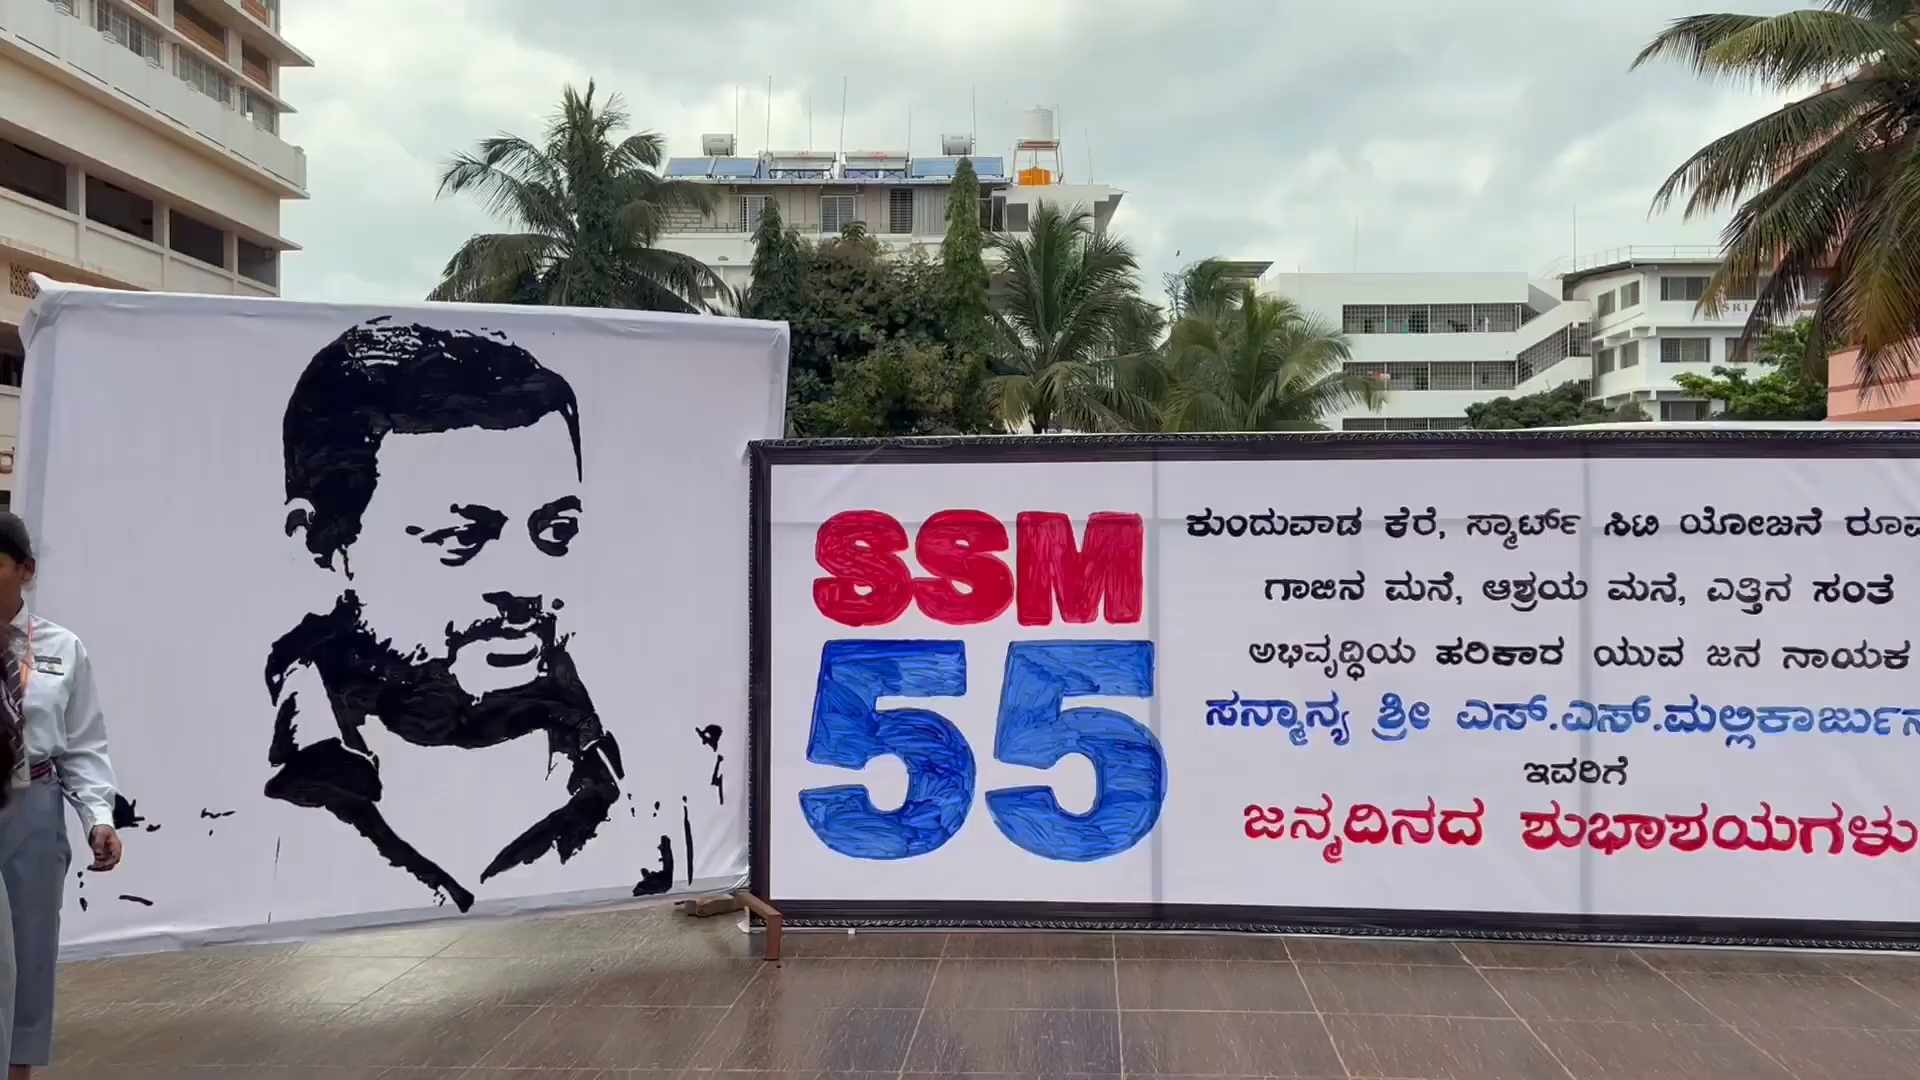 SSM
55
ಕುಂದುವಾಡ ಕೆರೆ, ಸ್ಮಾರ್ಟ್ ಸಿಟಿ ಯೋಜನೆ
ಗಾಜಿನ ಮನೆ, ಆಶ್ರಯ ಮನೆ, ಎತ್ತಿನ ಸಂತೆ
ಅಭಿವೃದ್ಧಿಯ ಹರಿಕಾರ ಯುವ ಜನ ನಾಯಕ
ಸನ್ಮಾನ್ಯ ಶ್ರೀ ಎಸ್.ಎಸ್.ಮಲ್ಲಿಕಾರ್ಜುನ
ಇವರಿಗೆ
ಜನ್ಮದಿನದ ಶುಭಾಶಯಗಳು
SRI